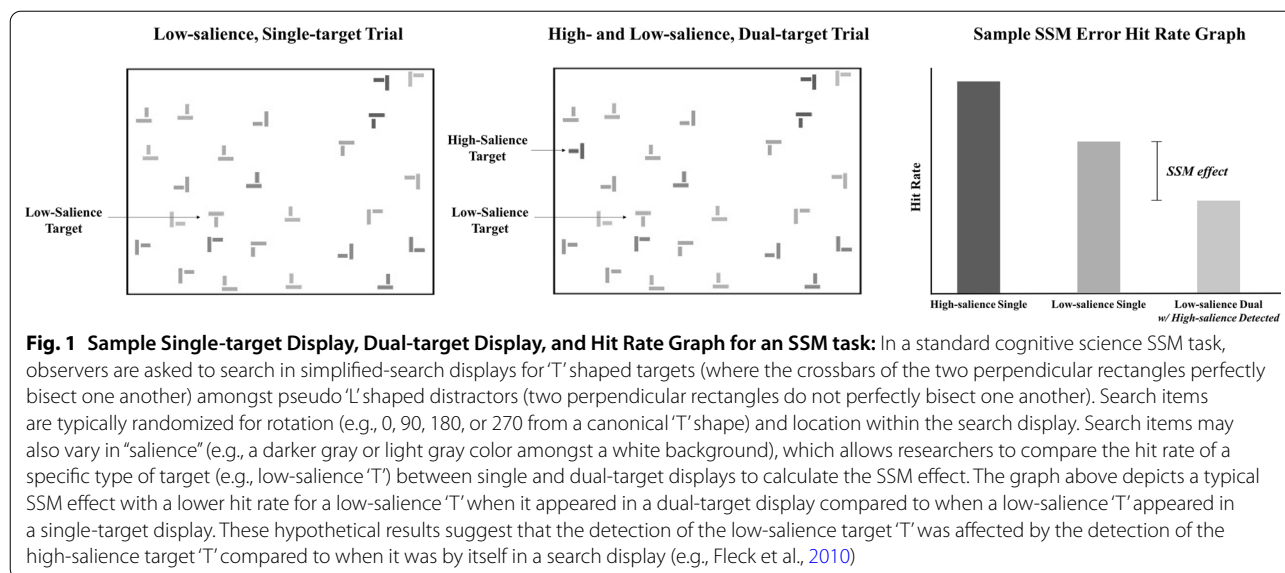 Low-salience, Single-target Trial
High- and Low-salience, Dual-target Trial
Sample SSM Error Hit Rate Graph
Low-Salience
Target
High-Salience
Target
Low-Salience
Target
Hit Rate
SSM effect
High-salience Single
Low-salience Single
Low-salience Dual
w/ High-salience Detected
Fig. 1 Sample Single-target Display, Dual-target Display, and Hit Rate Graph for an SSM task: In a standard cognitive science SSM task,
observers are asked to search in simplified-search displays for ‘T’ shaped targets (where the crossbars of the two perpendicular rectangles perfectly
bisect one another) amongst pseudo ‘L’ shaped distractors (two perpendicular rectangles do not perfectly bisect one another). Search items
are typically randomized for rotation (e.g., 0, 90, 180, or 270 from a canonical ‘T’ shape) and location within the search display. Search items may
also vary in “salience” (e.g., a darker gray or light gray color amongst a white background), which allows researchers to compare the hit rate of a
specific type of target (e.g., low-salience ‘T’) between single and dual-target displays to calculate the SSM effect. The graph above depicts a typical
SSM effect with a lower hit rate for a low-salience ‘T’ when it appeared in a dual-target display compared to when a low-salience ‘T’ appeared in
a single-target display. These hypothetical results suggest that the detection of the low-salience target ‘T’ was affected by the detection of the
high-salience target ‘T’ compared to when it was by itself in a search display (e.g., Fleck et al., 2010)